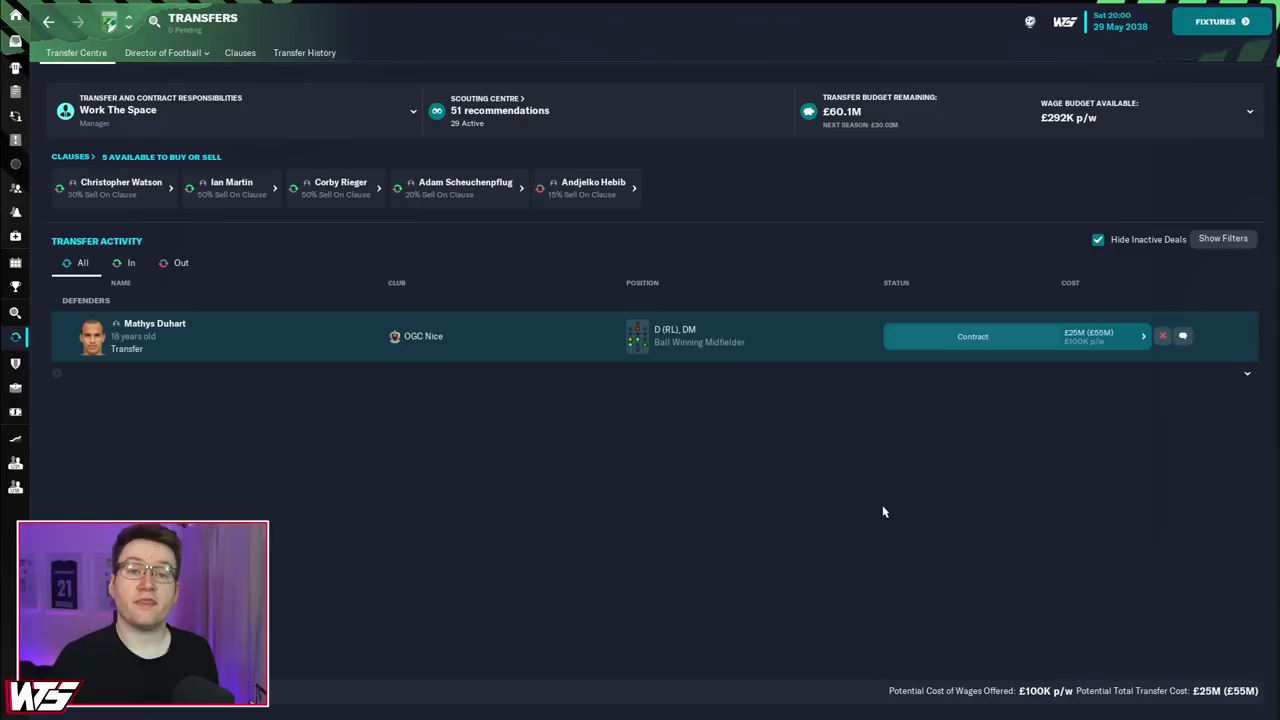 TRANSFERS
0 Pending
WTS
Sat 20:00
29 May 2038
FIXTURES
Transfer Centre
Director of Football
Clauses
Transfer History
TRANSFER AND CONTRACT RESPONSIBILITIES
Work The Space
Manager
SCOUTING CENTRE >
51 recommendations
29 Active
TRANSFER BUDGET REMAINING:
£60.1M
NEXT SEASON: £30.02M
WAGE BUDGET AVAILABLE:
£292K p/w
CLAUSES > 5 AVAILABLE TO BUY OR SELL
Christopher Watson
30% Sell On Clause
Ian Martin
50% Sell On Clause
Corby Rieger
50% Sell On Clause
Adam Scheuchenpflug
20% Sell On Clause
Andjelko Hebib
15% Sell On Clause
TRANSFER ACTIVITY
Hide Inactive Deals
Show Filters
All
In
Out
NAME
CLUB
POSITION
STATUS
COST
DEFENDERS
Mathys Duhart
18 years old
Transfer
OGC Nice
D (RL), DM
Ball Winning Midfielder
Contract
£25M (£55M)
£100K p/w
21
WTS
Potential Cost of Wages Offered: £100K p/w Potential Total Transfer Cost: £25M (£55M)